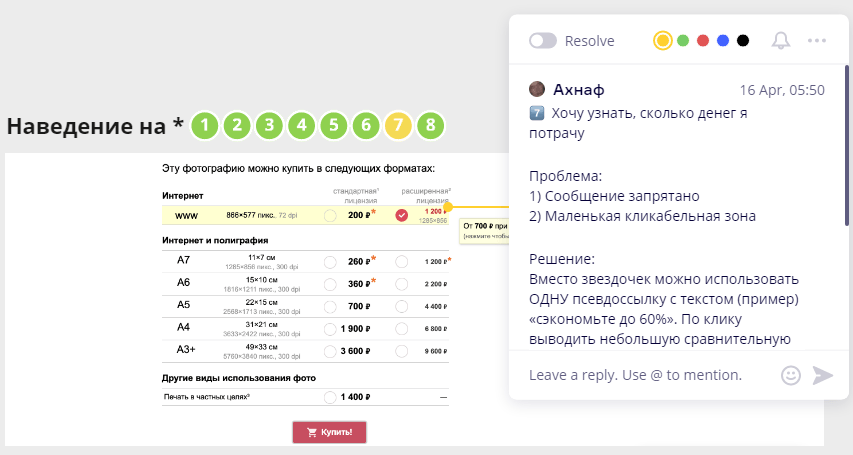 Resolve
Ахнаф 16 Apr, 05:50
7 Хочу узнать, сколько денег я
потрачу
Проблема:
1) Сообщение запрятано
2) Маленькая кликабельная зона
Решение:
Вместо звездочек можно использовать
ОДНУ псевдоссылку с текстом (пример)
«сэкономьте до 60%». По клику
выводить небольшую сравнительную
Leave a reply. Use @ to mention.
Наведение на * 1 2 3 4 5 6 7 8
Эту фотографию можно купить в следующих форматах:
стандартная¹ расширенная²
Интернет лицензия лицензия
www 866×577 пикс., 72 dpi 200 ₽* 1 200 ₽*
1285×856
От 700 ₽ при
(нажмите чтобы
Интернет и полиграфия
A7 11×7 см 260 ₽* 1 200 ₽*
1285×856 пикс., 300 dpi
A6 15×10 см 360 ₽* 2 200 ₽
1816×1211 пикс., 300 dpi
A5 22×15 см 700 ₽ 4 400 ₽
2568×1713 пикс., 300 dpi
A4 31×21 см 1 900 ₽ 6 800 ₽
3633×2422 пикс., 300 dpi
A3+ 49×33 см 3 600 ₽ 9 600 ₽
5760×3840 пикс., 300 dpi
Другие виды использования фото
Печать в частных целях³ 1 400 ₽ —
Купить!